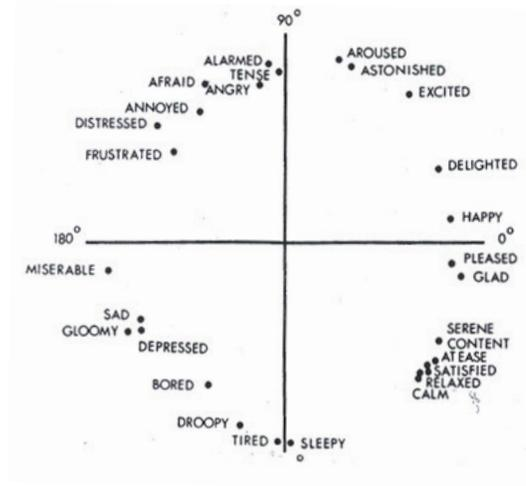 90°
ALARMED
AROUSED
TENSE
ASTONISHED
AFRAID
ANGRY
EXCITED
ANNOYED
DISTRESSED
FRUSTRATED
DELIGHTED
HAPPY
180°
0°
PLEASED
MISERABLE
GLAD
SAD
GLOOMY
SERENE
CONTENT
DEPRESSED
AT EASE
SATISFIED
RELAXED
CALM
BORED
DROOPY
TIRED
SLEEPY
°